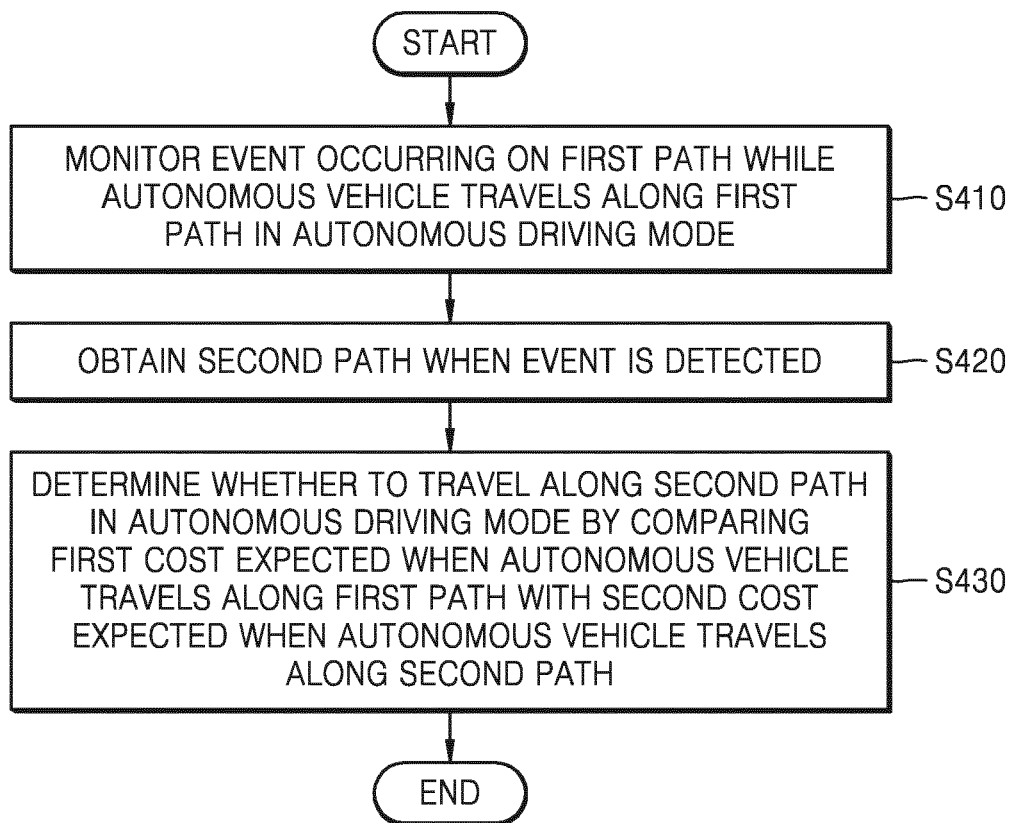 START
MONITOR EVENT OCCURRING ON FIRST PATH WHILE
AUTONOMOUS VEHICLE TRAVELS ALONG FIRST
PATH IN AUTONOMOUS DRIVING MODE
S410
OBTAIN SECOND PATH WHEN EVENT IS DETECTED
S420
DETERMINE WHETHER TO TRAVEL ALONG SECOND PATH
IN AUTONOMOUS DRIVING MODE BY COMPARING
FIRST COST EXPECTED WHEN AUTONOMOUS VEHICLE
TRAVELS ALONG FIRST PATH WITH SECOND COST
EXPECTED WHEN AUTONOMOUS VEHICLE TRAVELS
ALONG SECOND PATH
S430
END